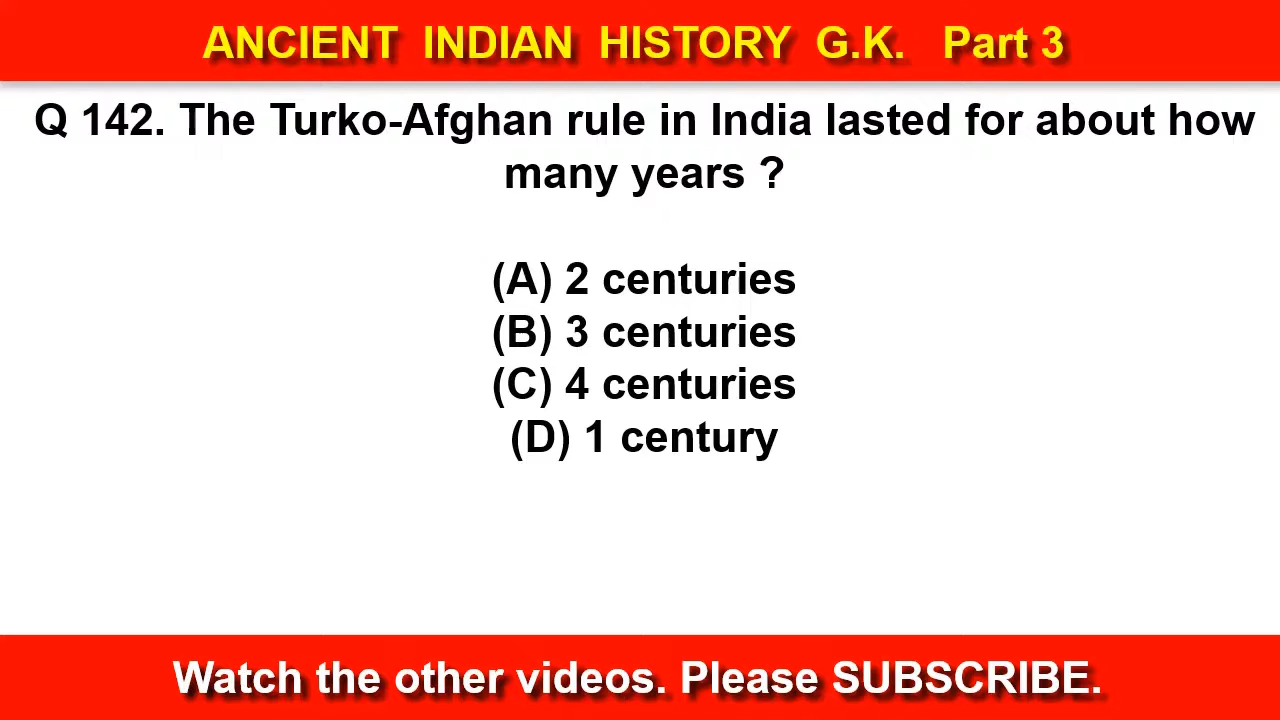 ANCIENT INDIAN HISTORY G.K. Part 3
Q 142. The Turko-Afghan rule in India lasted for about how
many years ?
(A) 2 centuries
(B) 3 centuries
(C) 4 centuries
(D) 1 century
Watch the other videos. Please SUBSCRIBE.